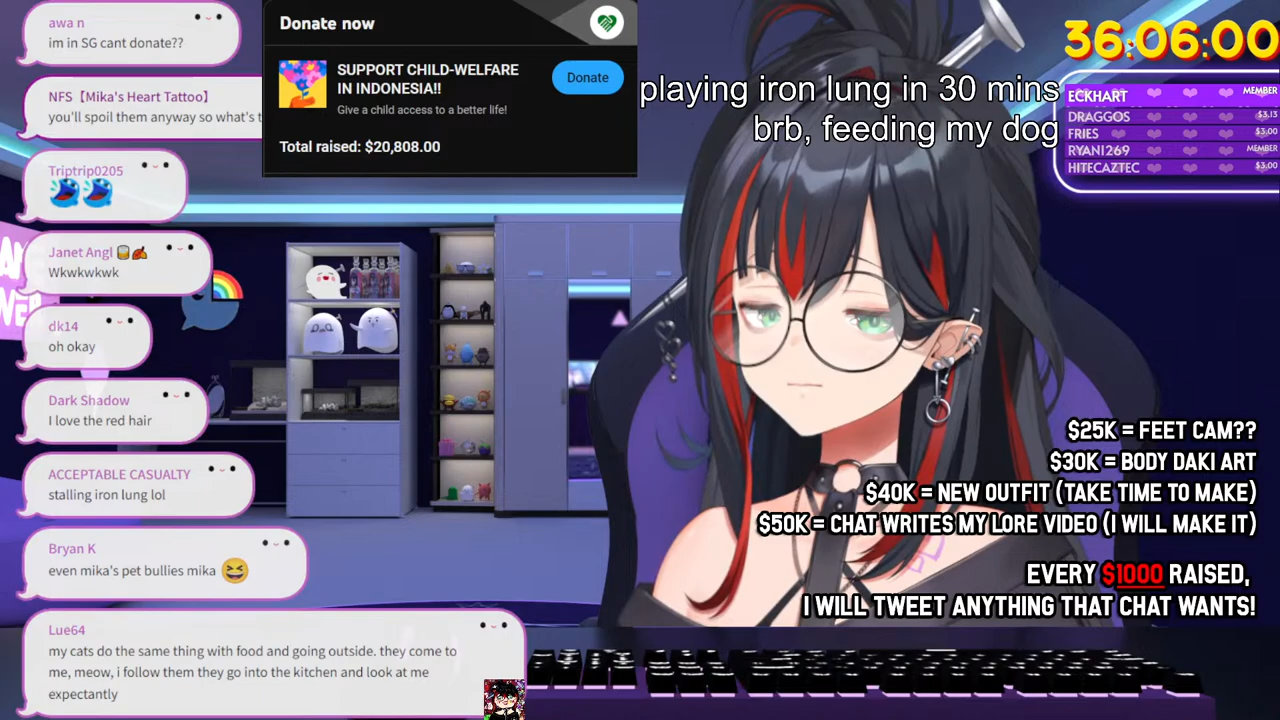 awa n
im in SG cant donate??
NFS【Mika's Heart Tattoo】
you'll spoil them anyway so what's t
Triptrip0205
Janet Angl
Wkwkwkwk
dk14
oh okay
Dark Shadow
I love the red hair
ACCEPTABLE CASUALTY
stalling iron lung lol
Bryan K
even mika's pet bullies mika
Lue64
my cats do the same thing with food and going outside. they come to
me, meow, i follow them they go into the kitchen and look at me
expectantly
Donate now
SUPPORT CHILD-WELFARE
IN INDONESIA!!
Give a child access to a better life!
Donate
Total raised: $20,808.00
playing iron lung in 30 mins
brb, feeding my dog
36:06:00
ECKHART MEMBER
DRAGGOS $3.13
FRIES $3.00
RYAN1269 MEMBER
HITECAZTEC $3.00
$25K = FEET CAM??
$30K = BODY DAKI ART
$40K = NEW OUTFIT (TAKE TIME TO MAKE)
$50K = CHAT WRITES MY LORE VIDEO (I WILL MAKE IT)
EVERY $1000 RAISED,
I WILL TWEET ANYTHING THAT CHAT WANTS!